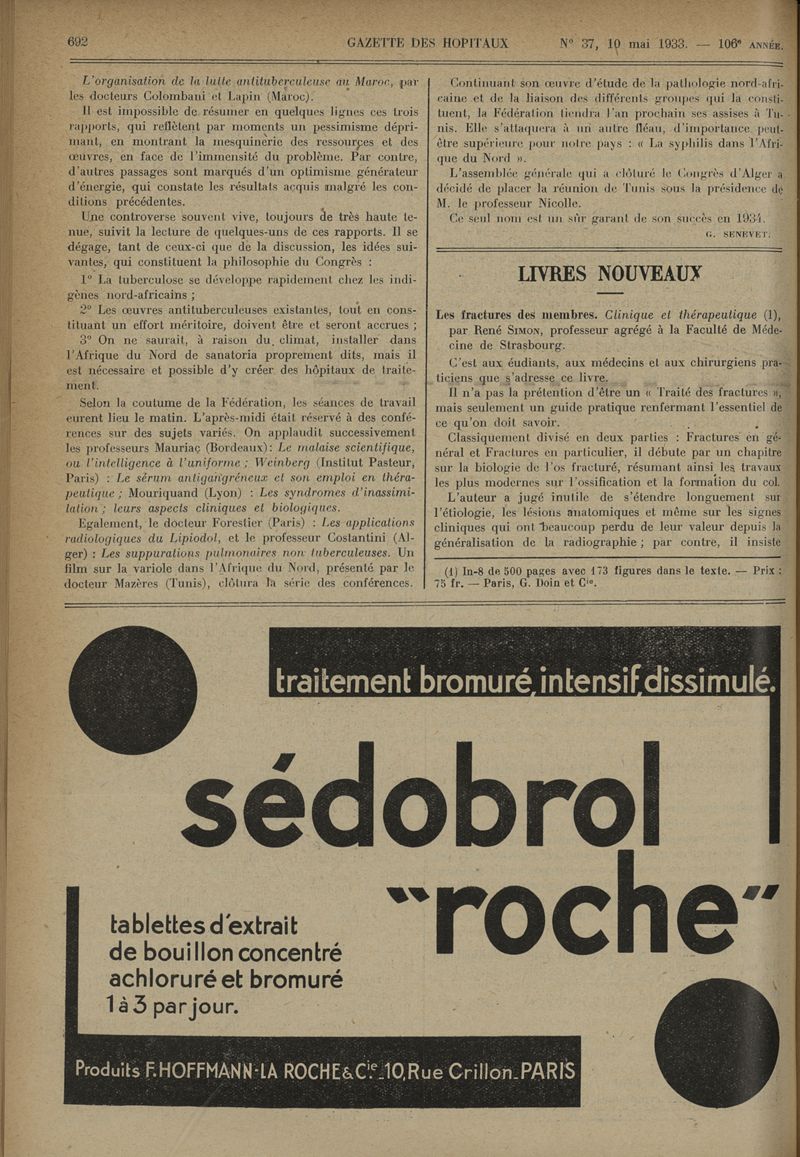 692 GAZETTE DES HOPITAUX N° 37, 10 mai 1933. — 106e ANNÉE.
L'organisation de la lutte antituberculeuse au Maroc, par
les docteurs Colombani et Lapin (Maroc).
Il est impossible de résumer en quelques lignes ces trois
rapports, qui reflètent par moments un pessimisme dépri-
mant, en montrant la mesquinerie des ressources et des
œuvres, en face de l'immensité du problème. Par contre,
d'autres passages sont marqués d'un optimisme générateur
d'énergie, qui constate les résultats acquis malgré les con-
ditions précédentes.
Une controverse souvent vive, toujours de très haute te-
nue, suivit la lecture de quelques-uns de ces rapports. Il se
dégage, tant de ceux-ci que de la discussion, les idées sui-
vantes, qui constituent la philosophie du Congrès :
1° La tuberculose se développe rapidement chez les indi-
gènes nord-africains ;
2° Les œuvres antituberculeuses existantes, tout en cons-
tituant un effort méritoire, doivent être et seront accrues ;
3° On ne saurait, à raison du climat, installer dans
l'Afrique du Nord de sanatoria proprement dits, mais il
est nécessaire et possible d'y créer des hôpitaux de traite-
ment.
Selon la coutume de la Fédération, les séances de travail
eurent lieu le matin. L'après-midi était réservé à des confé-
rences sur des sujets variés. On applaudit successivement
les professeurs Mauriac (Bordeaux): Le malaise scientifique,
ou l'intelligence à l'uniforme ; Weinberg (Institut Pasteur,
Paris) : Le sérum antigangréneux et son emploi en théra-
peutique ; Mouriquand (Lyon) : Les syndromes d'inassimi-
lation ; leurs aspects cliniques et biologiques.
Egalement, le docteur Forestier (Paris) : Les applications
radiologiques du Lipiodol, et le professeur Costantini (Al-
ger) : Les suppurations pulmonaires non tuberculeuses. Un
film sur la variole dans l'Afrique du Nord, présenté par le
docteur Mazères (Tunis), clôtura la série des conférences.
Continuant son œuvre d'étude de la pathologie nord-afri-
caine et de la liaison des différents groupes qui la consti-
tuent, la Fédération tiendra l'an prochain ses assises à Tu-
nis. Elle s'attaquera à un autre fléau, d'importance peut-
être supérieure pour notre pays : « La syphilis dans l'Afri-
que du Nord ».
L'assemblée générale qui a clôturé le Congrès d'Alger a
décidé de placer la réunion de Tunis sous la présidence de
M. le professeur Nicolle.
Ce seul nom est un sûr garant de son succès en 1934.
G. SENEVET.
LIVRES NOUVEAUX
Les fractures des membres. Clinique et thérapeutique (1),
par René SIMON, professeur agrégé à la Faculté de Méde-
cine de Strasbourg.
C'est aux éudiants, aux médecins et aux chirurgiens pra-
ticiens que s'adresse ce livre.
Il n'a pas la prétention d'être un « Traité des fractures »,
mais seulement un guide pratique renfermant l'essentiel de
ce qu'on doit savoir.
Classiquement divisé en deux parties : Fractures en gé-
néral et Fractures en particulier, il débute par un chapitre
sur la biologie de l'os fracturé, résumant ainsi les travaux
les plus modernes sur l'ossification et la formation du col.
L'auteur a jugé inutile de s'étendre longuement sur
l'étiologie, les lésions anatomiques et même sur les signes
cliniques qui ont beaucoup perdu de leur valeur depuis la
généralisation de la radiographie ; par contre, il insiste
(1) In-8 de 500 pages avec 173 figures dans le texte. — Prix :
75 fr. — Paris, G. Doin et Cie.
traitement bromuré, intensif, dissimulé.
sédobrol
"roche"
tablettes d'extrait
de bouillon concentré
achloruré et bromuré
1 à 3 par jour.
Produits F. HOFFMANN-LA ROCHE & Cie_10, Rue Crillon_PARIS